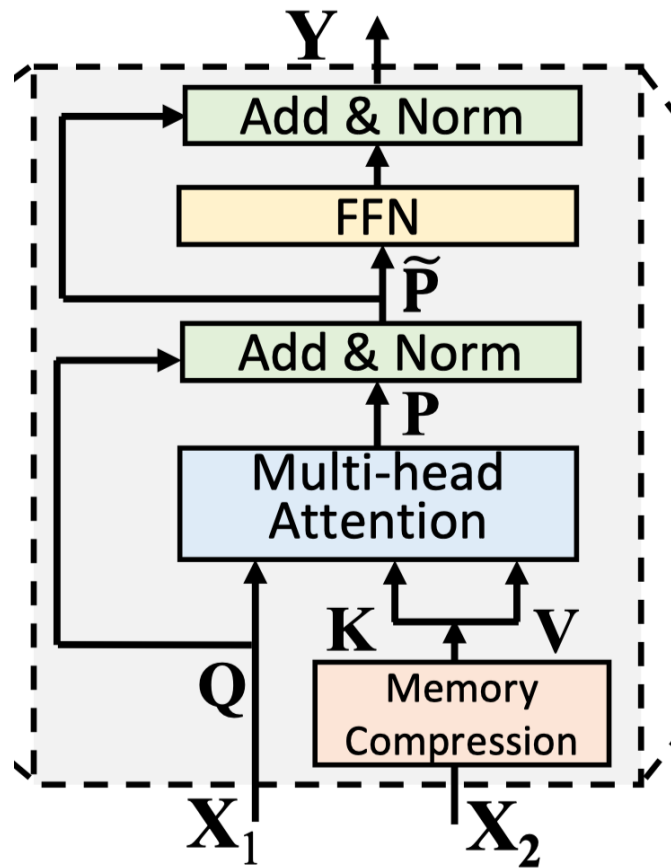 Y
Add & Norm
FFN
P̃
Add & Norm
P
Multi-head
Attention
K
V
Q
Memory
Compression
X₁
X₂